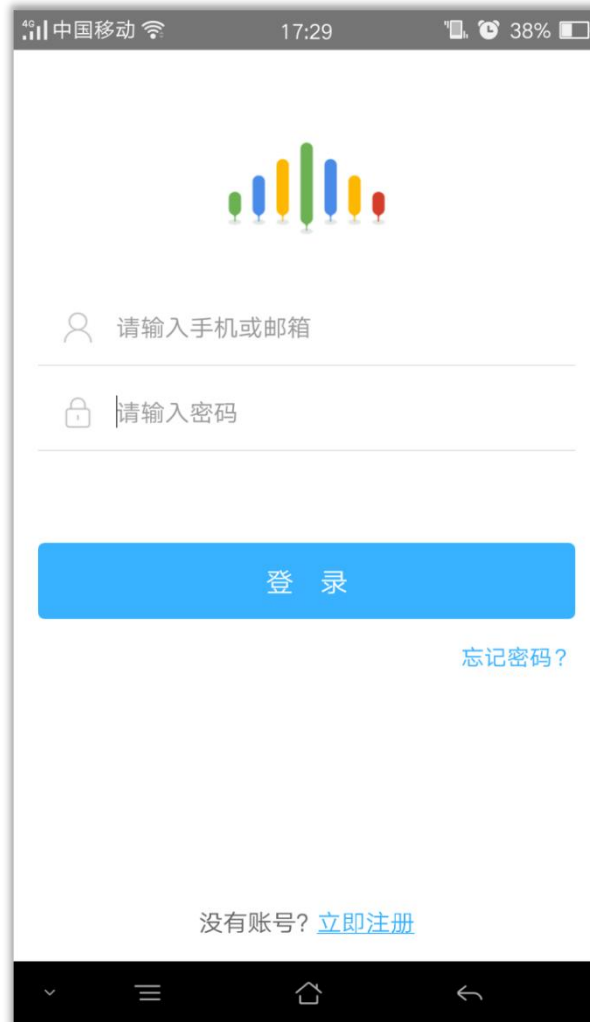 4G 中国移动 17:29 38%
请输入手机或邮箱
请输入密码
登 录
忘记密码?
没有账号? 立即注册